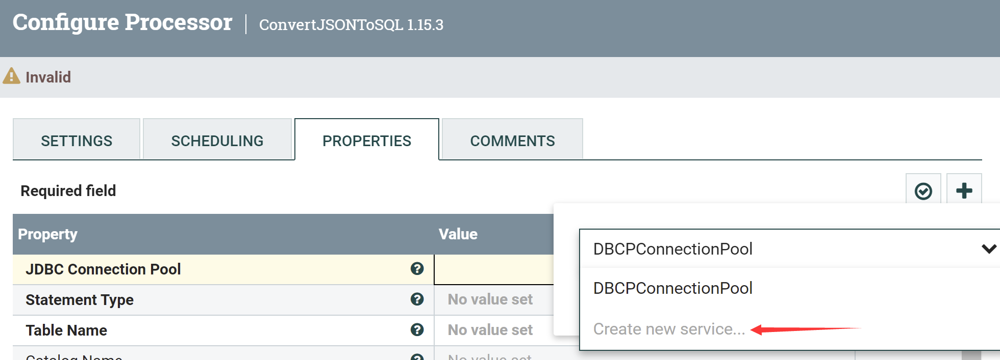 Configure Processor
ConvertJSONToSQL 1.15.3
Invalid
SETTINGS
SCHEDULING
PROPERTIES
COMMENTS
Required field
Property
Value
DBCPConnectionPool
JDBC Connection Pool
DBCPConnectionPool
Statement Type
No value set
Table Name
No value set
Create new service...
Catalog Name
No value set